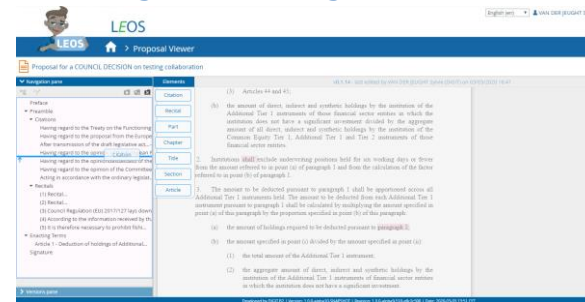 English (en)
VAN DER JEUGHT S
LEOS
LEOS
> Proposal Viewer
Proposal for a COUNCIL DECISION on testing collaboration
Navigation pane
Elements
Preface
Preamble
Citations
Having regard to the Treaty on the Functioning
Having regard to the proposal from the Europe
After transmission of the draft legislative act,
Having regard to the opini
Citation
Having regard to the opinion
Having regard to the opinion of the Committee
Acting in accordance with the ordinary legislat...
Recitals
(1) Recital...
(2) Recital...
(3) Council Regulation (EU) 2017/127 lays down
(4) According to the information received by th
(5) It is therefore necessary to prohibit fishi...
Enacting Terms
Article 1 - Deduction of holdings of Additional...
Signature
Versions pane
Citation
Recital
Part
Chapter
Title
Section
Article
(3) Articles 44 and 45;
(b) the amount of direct, indirect and synthetic holdings by the institution of the
Additional Tier 1 instruments of those financial sector entities in which the
institution does not have a significant investment divided by the aggregate
amount of all direct, indirect and synthetic holdings by the institution of the
Common Equity Tier 1, Additional Tier 1 and Tier 2 instruments of those
financial sector entities.
2. Institutions shall exclude underwriting positions held for six working days or fewer
from the amount referred to in point (a) of paragraph 1 and from the calculation of the factor
referred to in point (b) of paragraph 1.
3. The amount to be deducted pursuant to paragraph 1 shall be apportioned across all
Additional Tier 1 instruments held. The amount to be deducted from each Additional Tier 1
instrument pursuant to paragraph 1 shall be calculated by multiplying the amount specified in
point (a) of this paragraph by the proportion specified in point (b) of this paragraph:
(a) the amount of holdings required to be deducted pursuant to paragraph 1;
(b) the amount specified in point (i) divided by the amount specified in point (ii):
(1) the total amount of the Additional Tier 1 instrument;
(2) the aggregate amount of direct, indirect and synthetic holdings by the
institution of the Additional Tier 1 instruments of financial sector entities
in which the institution does not have a significant investment.